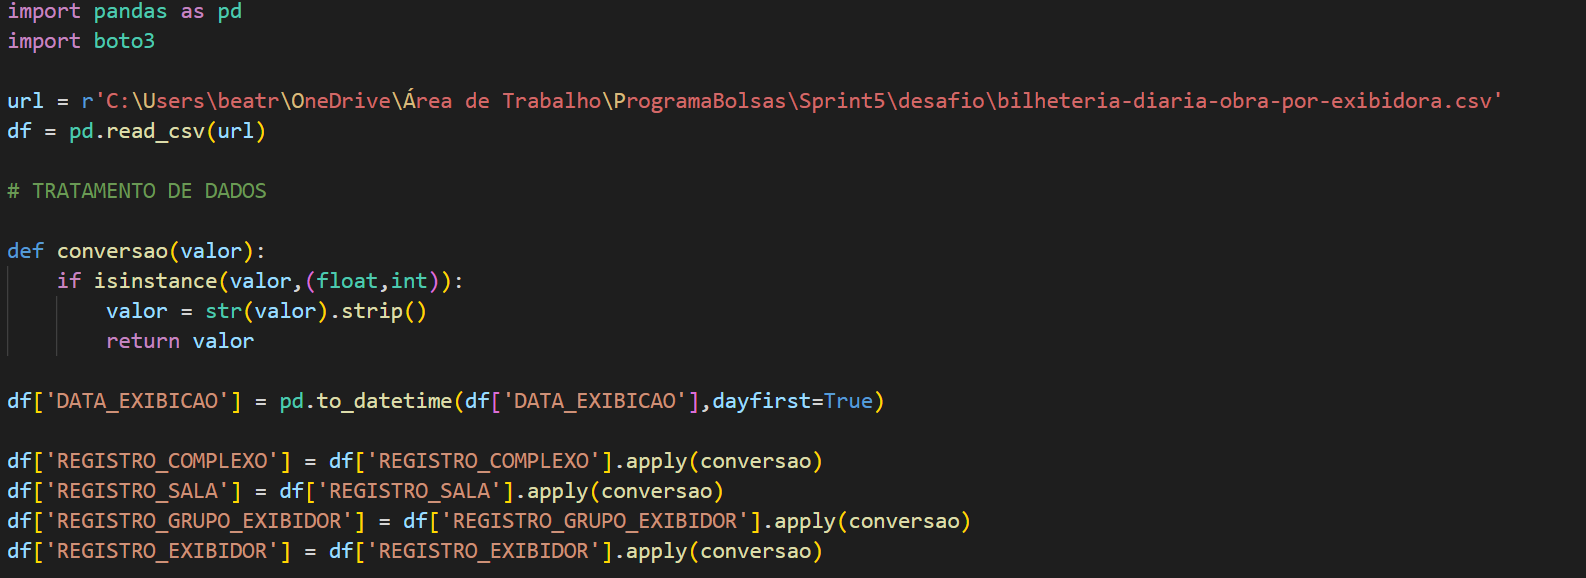 import pandas as pd
import boto3
url = r'C:\Users\beatr\OneDrive\Área de Trabalho\ProgramaBolsas\Sprint5\desafio\bilheteria-diaria-obra-por-exibidora.csv'
df = pd.read_csv(url)
# TRATAMENTO DE DADOS
def conversao(valor):
    if isinstance(valor,(float,int)):
        valor = str(valor).strip()
        return valor
df['DATA_EXIBICAO'] = pd.to_datetime(df['DATA_EXIBICAO'],dayfirst=True)
df['REGISTRO_COMPLEXO'] = df['REGISTRO_COMPLEXO'].apply(conversao)
df['REGISTRO_SALA'] = df['REGISTRO_SALA'].apply(conversao)
df['REGISTRO_GRUPO_EXIBIDOR'] = df['REGISTRO_GRUPO_EXIBIDOR'].apply(conversao)
df['REGISTRO_EXIBIDOR'] = df['REGISTRO_EXIBIDOR'].apply(conversao)